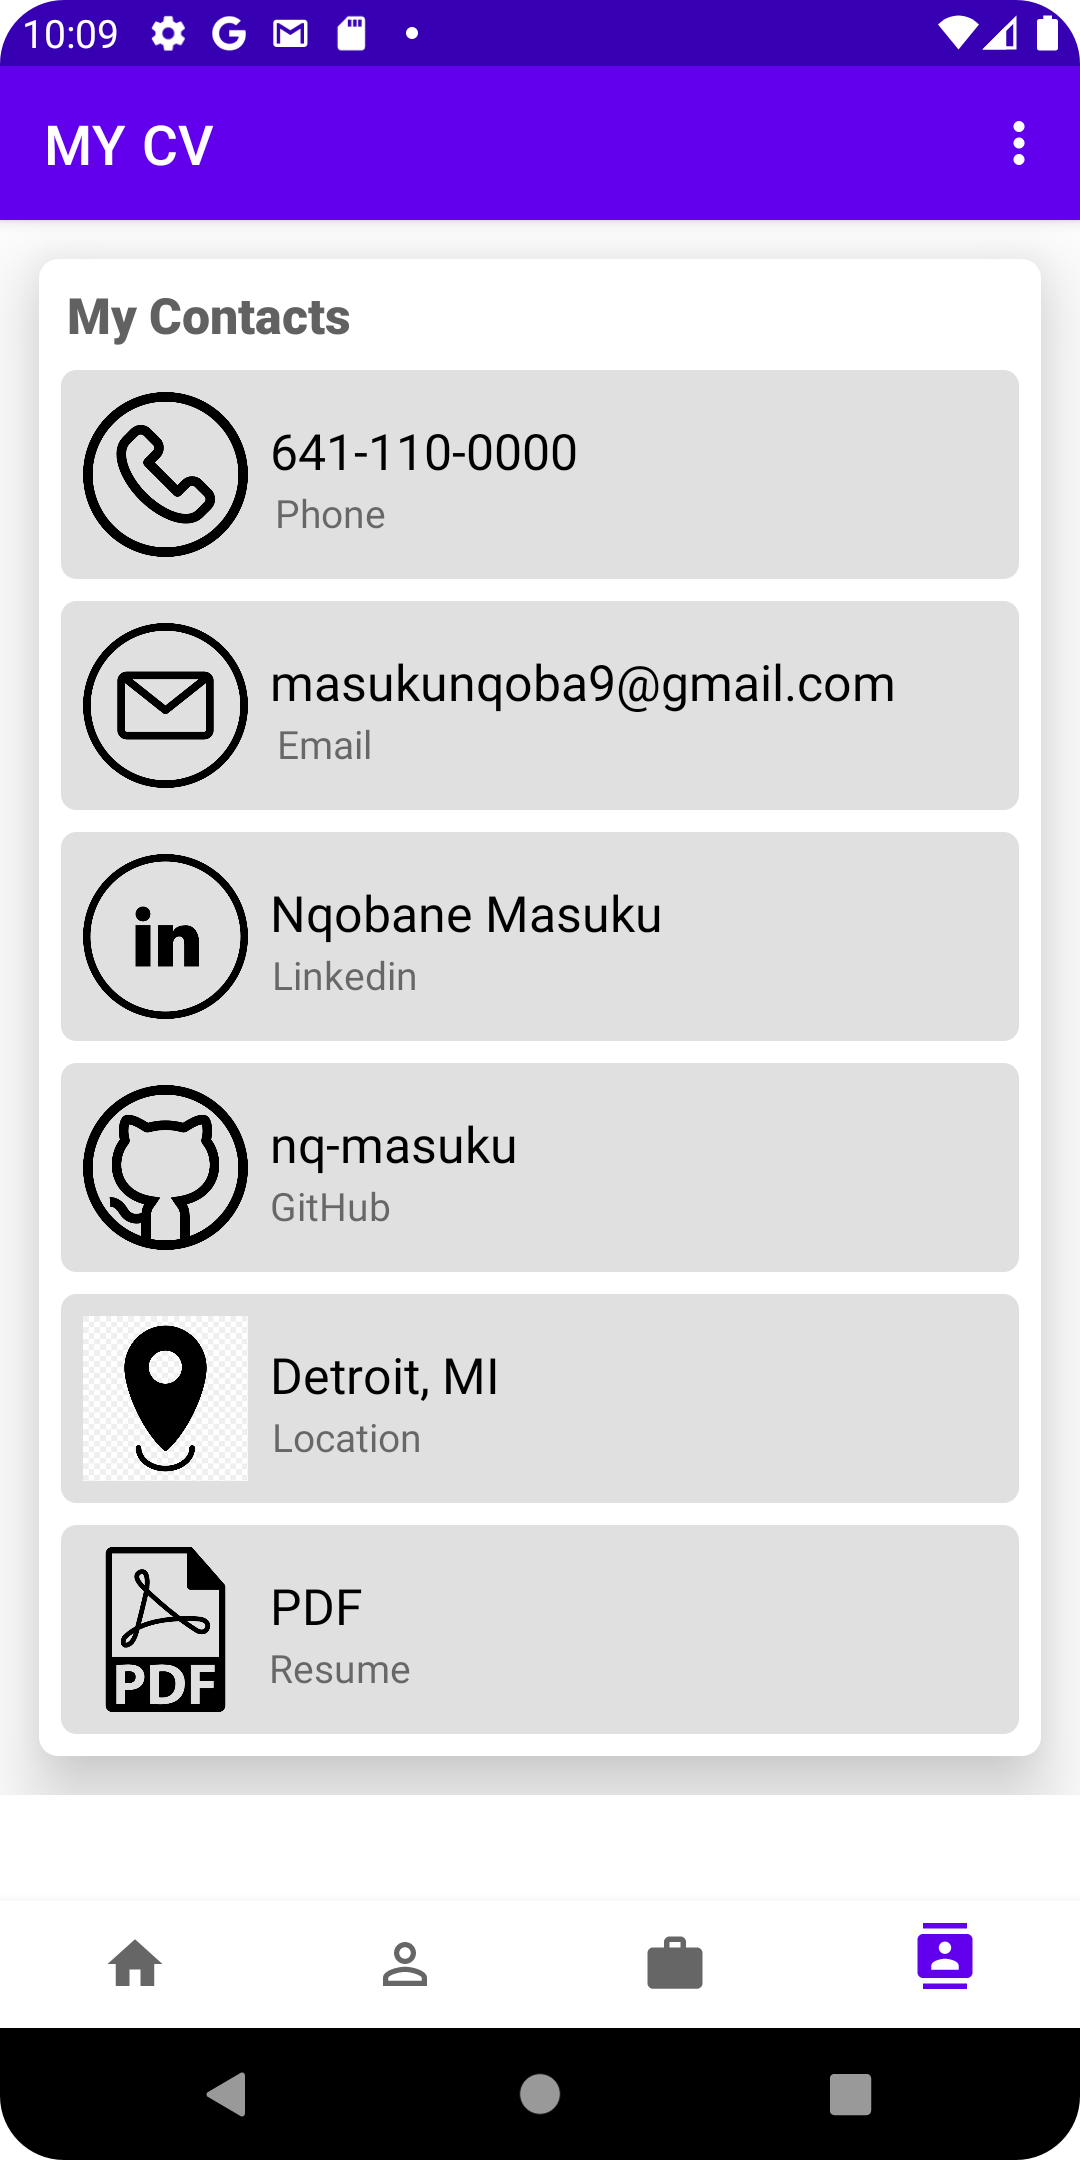 10:09
MY CV
My Contacts
641-110-0000
Phone
masukunqoba9@gmail.com
Email
in
Nqobane Masuku
Linkedin
nq-masuku
GitHub
Detroit, MI
Location
PDF
PDF
Resume